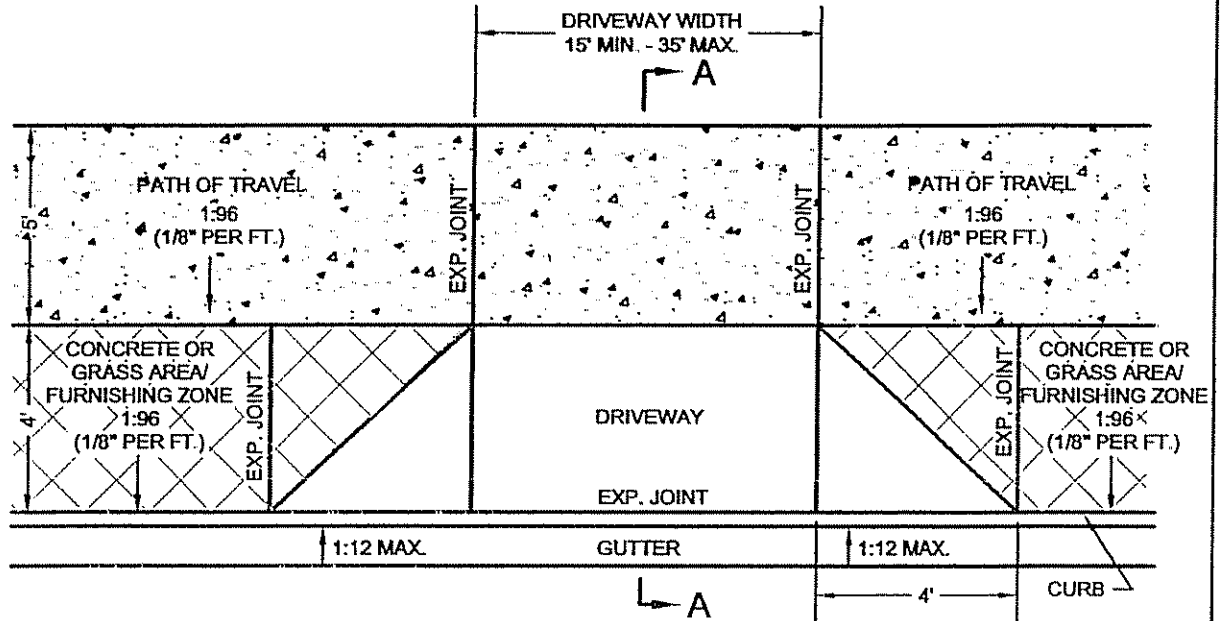 DRIVEWAY WIDTH
15' MIN. - 35' MAX.
A
PATH OF TRAVEL
1:96
(1/8" PER FT.)
EXP. JOINT
EXP. JOINT
PATH OF TRAVEL
1:96
(1/8" PER FT.)
5'
CONCRETE OR
GRASS AREA/
FURNISHING ZONE
1:96
(1/8" PER FT.)
4'
EXP. JOINT
DRIVEWAY
EXP. JOINT
EXP. JOINT
CONCRETE OR
GRASS AREA/
FURNISHING ZONE
1:96
(1/8" PER FT.)
1:12 MAX.
GUTTER
1:12 MAX.
A
4'
CURB